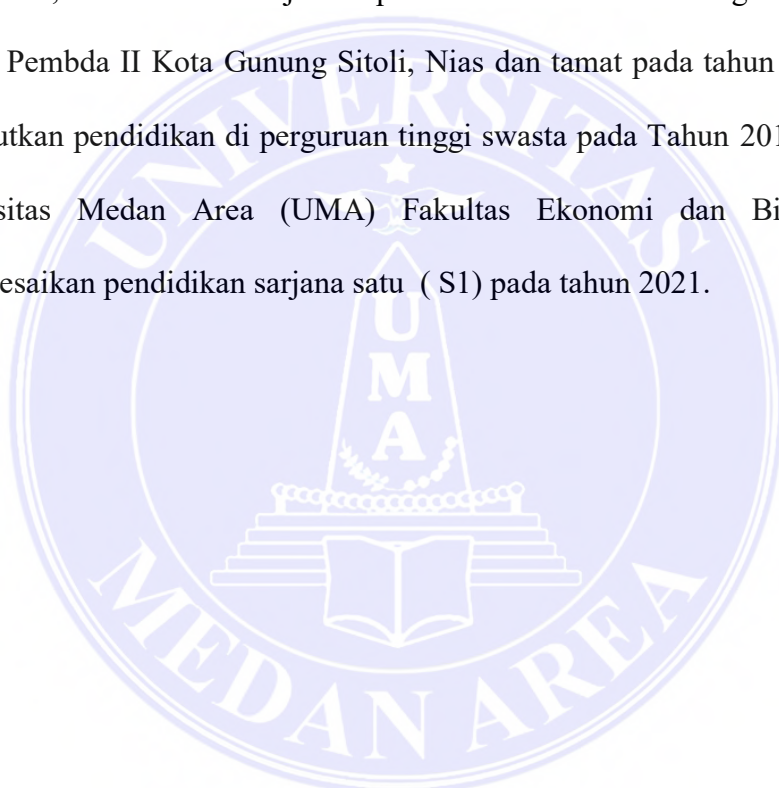 Pembda II Kota Gunung Sitoli, Nias dan tamat pada tahun
utkan pendidikan di perguruan tinggi swasta pada Tahun 201
sitas Medan Area (UMA) Fakultas Ekonomi dan Bi
esaikan pendidikan sarjana satu ( S1) pada tahun 2021.
UNIVERSITAS
UMA
MEDAN AREA